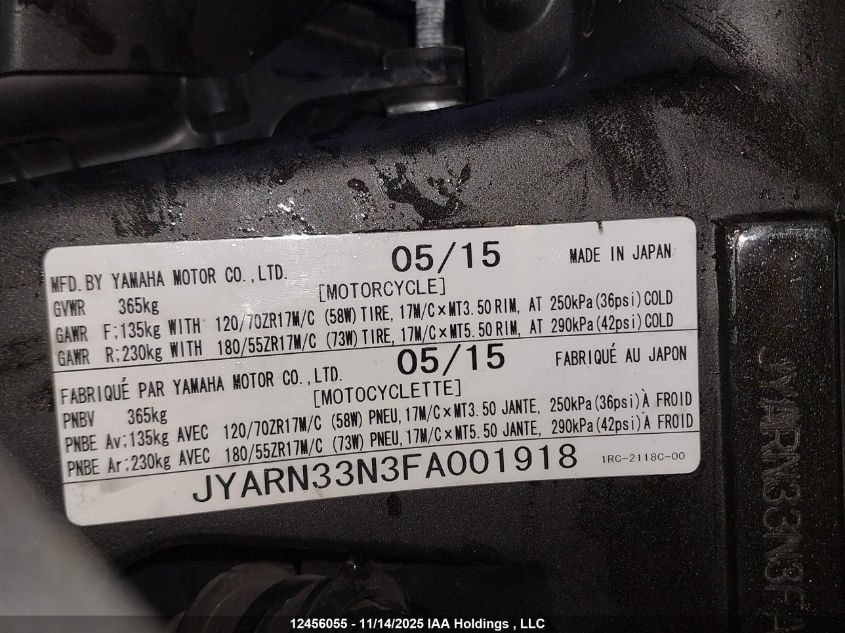 MFD. BY YAMAHA MOTOR CO., LTD. 05/15 MADE IN JAPAN
GVWR 365kg [MOTORCYCLE]
GAWR F;135kg WITH 120/70ZR17M/C (58W) TIRE, 17M/C×MT3.50 RIM, AT 250kPa(36psi)COLD
GAWR R;230kg WITH 180/55ZR17M/C (73W) TIRE, 17M/C×MT5.50 RIM, AT 290kPa(42psi)COLD
FABRIQUÉ PAR YAMAHA MOTOR CO., LTD. 05/15 FABRIQUÉ AU JAPON
PNBV 365kg [MOTOCYCLETTE]
PNBE Av;135kg AVEC 120/70ZR17M/C (58W) PNEU, 17M/C×MT3.50 JANTE, 250kPa(36psi)À FROID
PNBE Ar;230kg AVEC 180/55ZR17M/C (73W) PNEU, 17M/C×MT5.50 JANTE, 290kPa(42psi)À FROID
JYARN33N3FA001918 1RC-2118C-00
JYARN33N3FA
12456055 - 11/14/2025 IAA Holdings , LLC